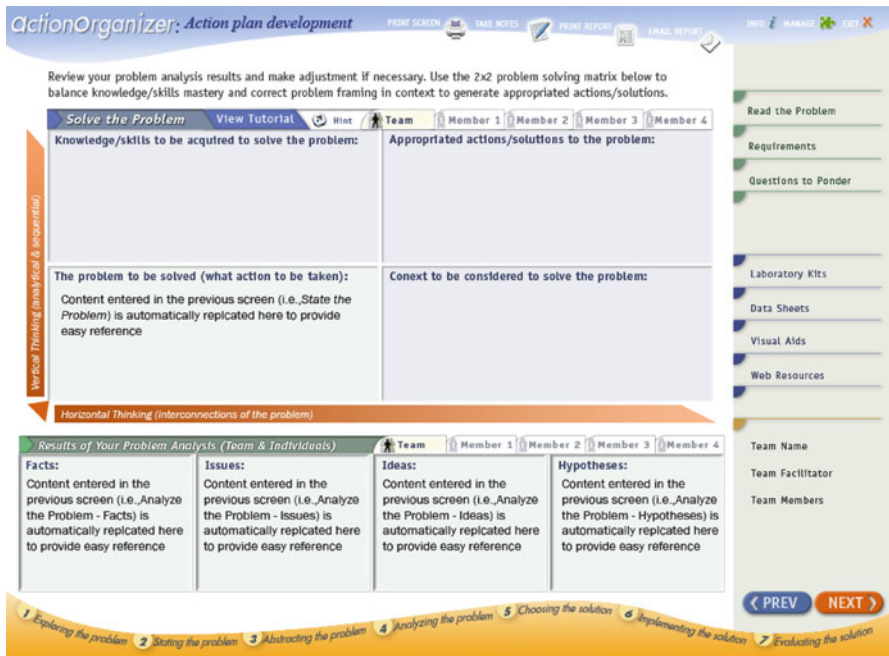 actionOrganizer: Action plan development
PRINT SCREEN TAKE NOTES PRINT REPORT EMAIL REPORT INFO i MANAGE EXIT X
Review your problem analysis results and make adjustment if necessary. Use the 2x2 problem solving matrix below to
balance knowledge/skills mastery and correct problem framing in context to generate appropriated actions/solutions.
Solve the Problem View Tutorial Hint Team Member 1 Member 2 Member 3 Member 4
Knowledge/skills to be acquired to solve the problem:
Appropriated actions/solutions to the problem:
The problem to be solved (what action to be taken):
Content entered in the previous screen (i.e.,State the
Problem) is automatically replcated here to provide
easy reference
Conext to be considered to solve the problem:
Vertical Thinking (analytical & sequential)
Horizontal Thinking (interconnections of the problem)
Results of Your Problem Analysis (Team & Individuals) Team Member 1 Member 2 Member 3 Member 4
Facts:
Content entered in the
previous screen (i.e.,Analyze
the Problem - Facts) is
automatically replcated here
to provide easy reference
Issues:
Content entered in the
previous screen (i.e.,Analyze
the Problem - Issues) is
automatically replcated here
to provide easy reference
Ideas:
Content entered in the
previous screen (i.e.,Analyze
the Problem - Ideas) is
automatically replcated here
to provide easy reference
Hypotheses:
Content entered in the
previous screen (i.e.,Analyze
the Problem - Hypotheses) is
automatically replcated here
to provide easy reference
Read the Problem
Requirements
Questions to Ponder
Laboratory Kits
Data Sheets
Visual Aids
Web Resources
Team Name
Team Facilitator
Team Members
PREV NEXT
1 Exploring the problem 2 Stating the problem 3 Abstracting the problem 4 Analyzing the problem 5 Choosing the solution 6 Implementing the solution 7 Evaluating the solution